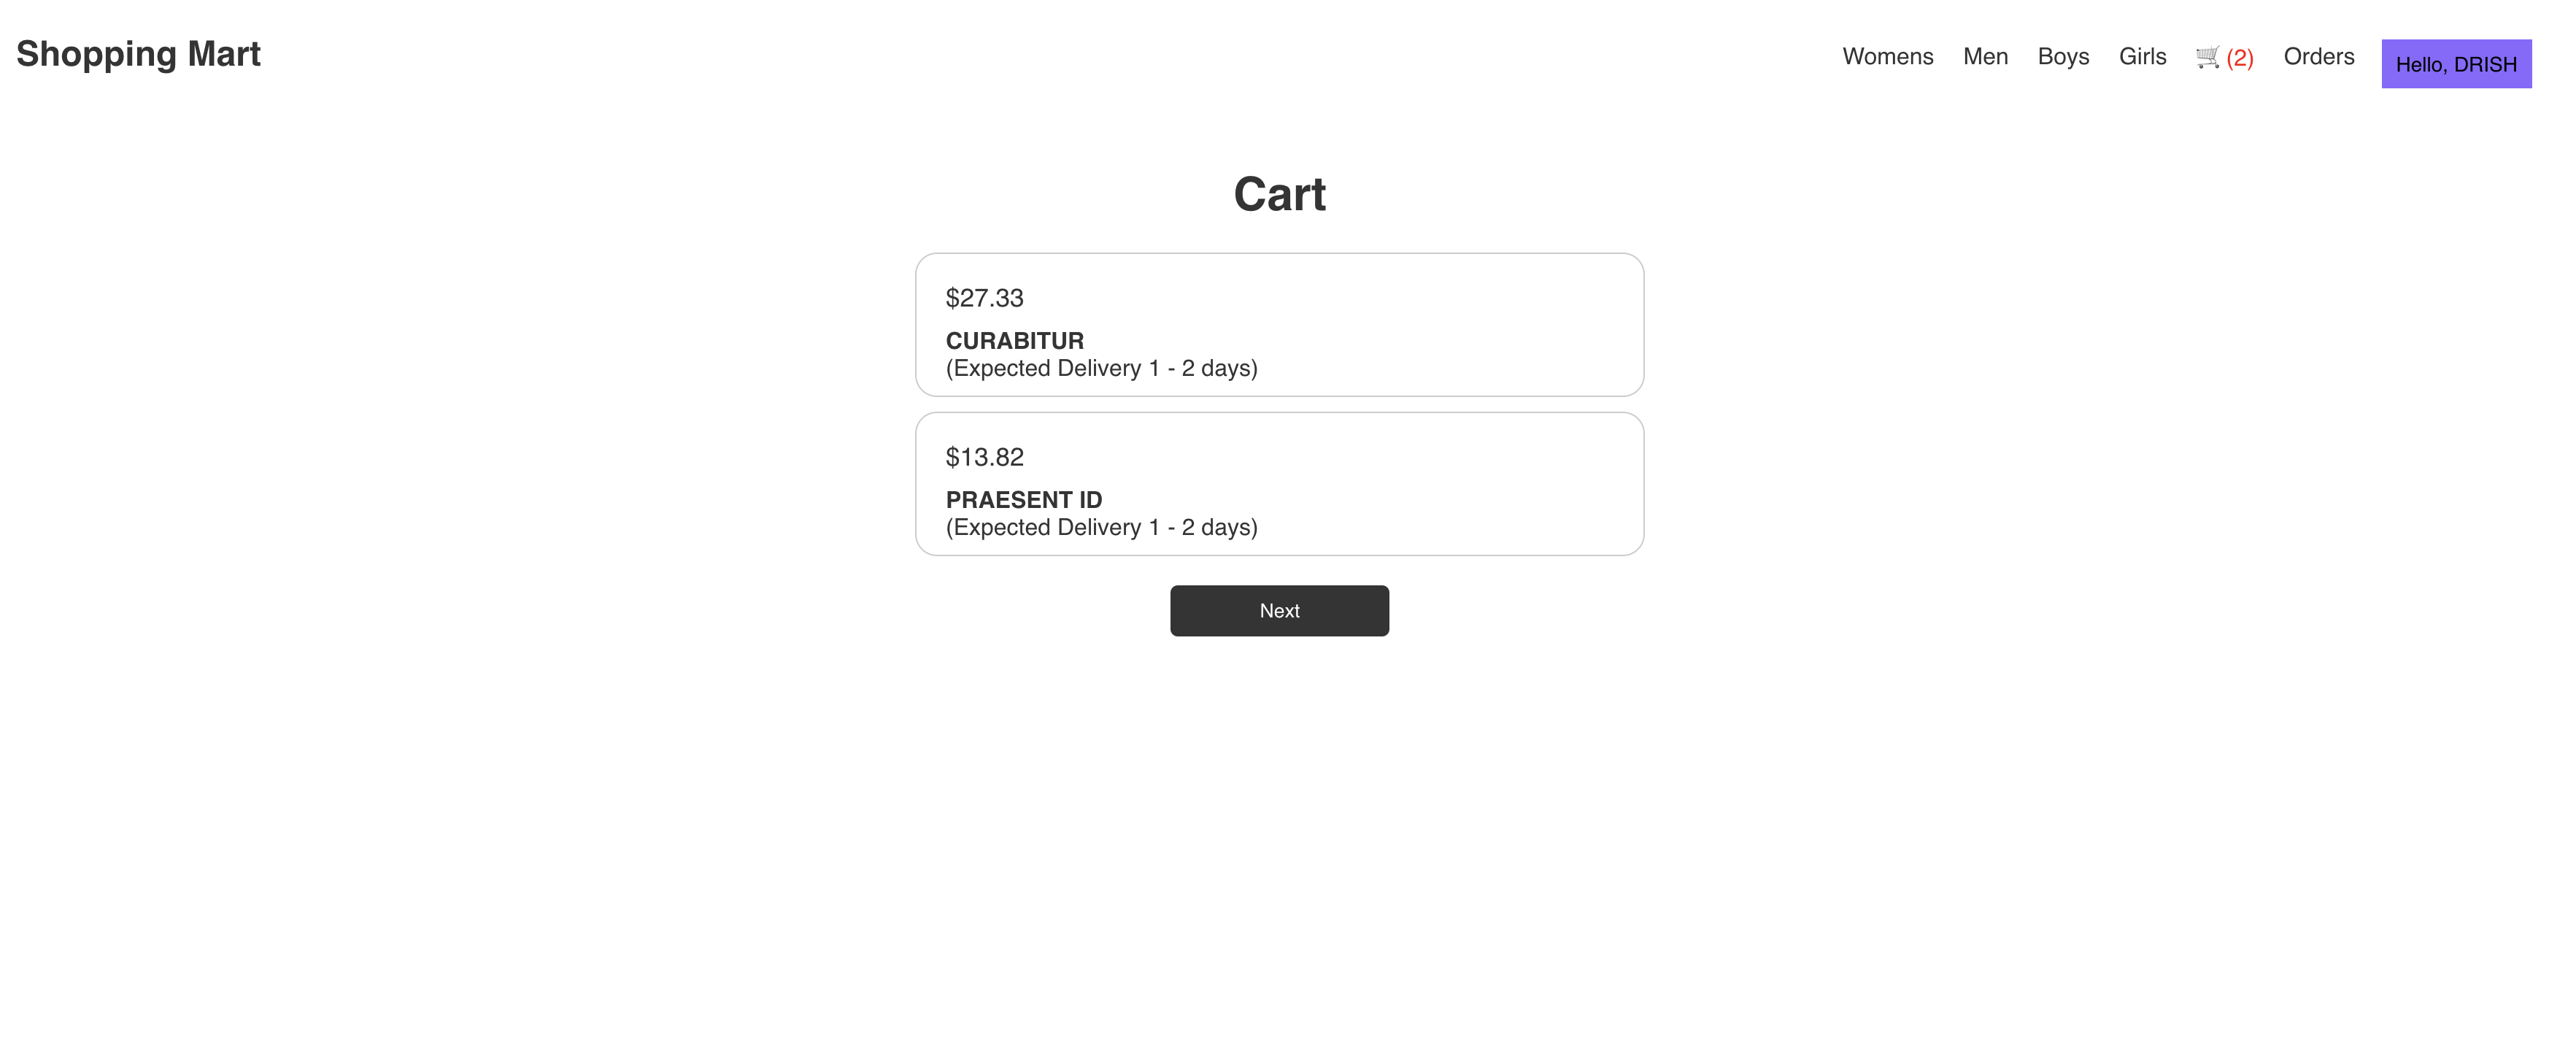 Shopping Mart
Womens Men Boys Girls (2) Orders Hello, DRISH
Cart
$27.33
CURABITUR
(Expected Delivery 1 - 2 days)
$13.82
PRAESENT ID
(Expected Delivery 1 - 2 days)
Next